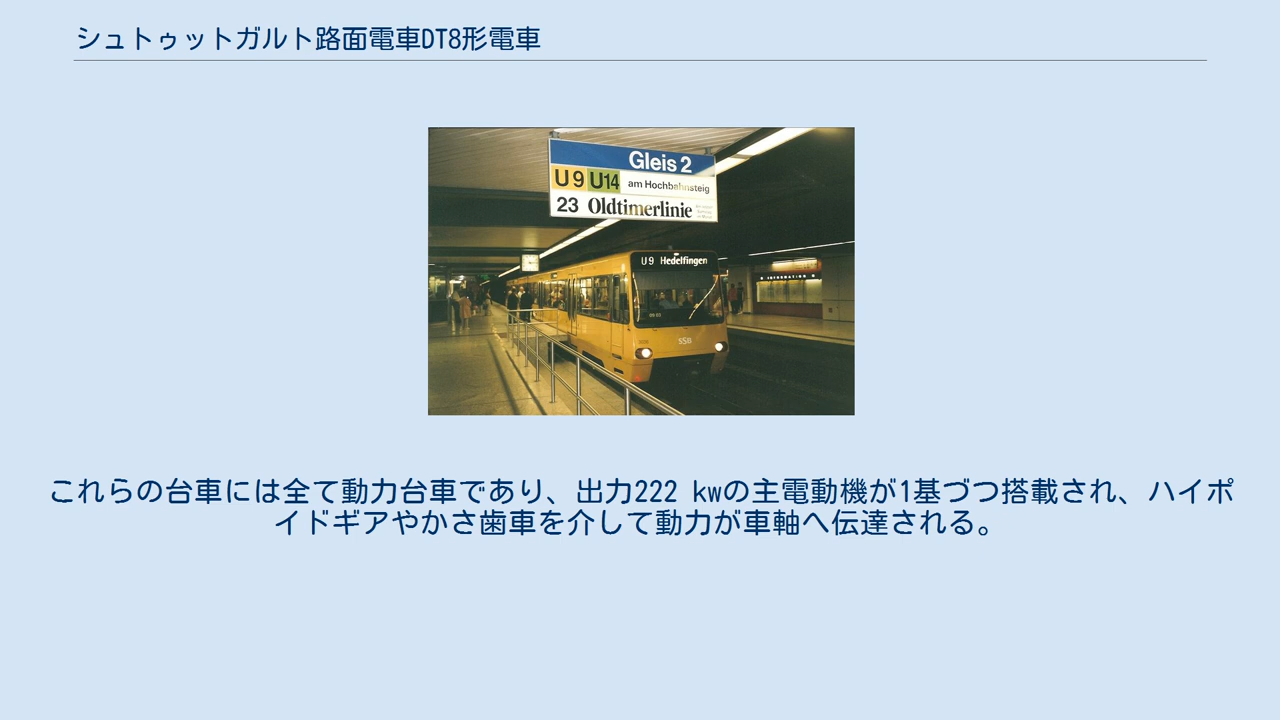 シュトゥットガルト路面電車DT8形電車
Gleis 2
U9 U14 am Hochbahnsteig
23 Oldtimerlinie
U9 Hedelfingen
INFORMATION
SSB
これらの台車には全て動力台車であり、出力222 kwの主電動機が1基づつ搭載され、ハイポ
イドギアやかさ歯車を介して動力が車軸へ伝達される。